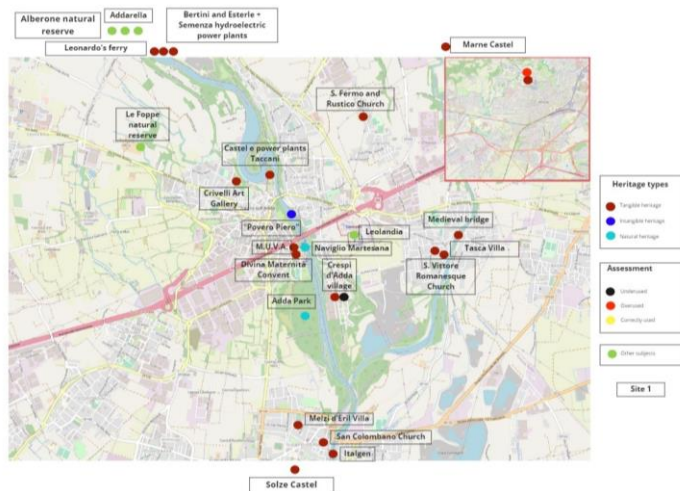 Alberone natural
reserve
Addarella
Bertini and Esterle +
Semenza hydroelectric
power plants
Leonardo's ferry
Marne Castel
S. Fermo and
Rustico Church
Le Foppe
natural
reserve
Castel e power plants
Taccani
Crivelli Art
Gallery
"Povero Piero"
Leolandia
Medieval bridge
M.U.V.A.
Naviglio Martesana
Tasca Villa
Divina Maternità
Convent
Crespi
d'Adda
village
S. Vittore
Romanesque
Church
Adda Park
Melzi d'Eril Villa
San Colombano Church
Italgen
Solze Castel
Heritage types
Tangible heritage
Intangible heritage
Natural heritage
Assessment
Underused
Overused
Correctly used
Other subjects
Site 1